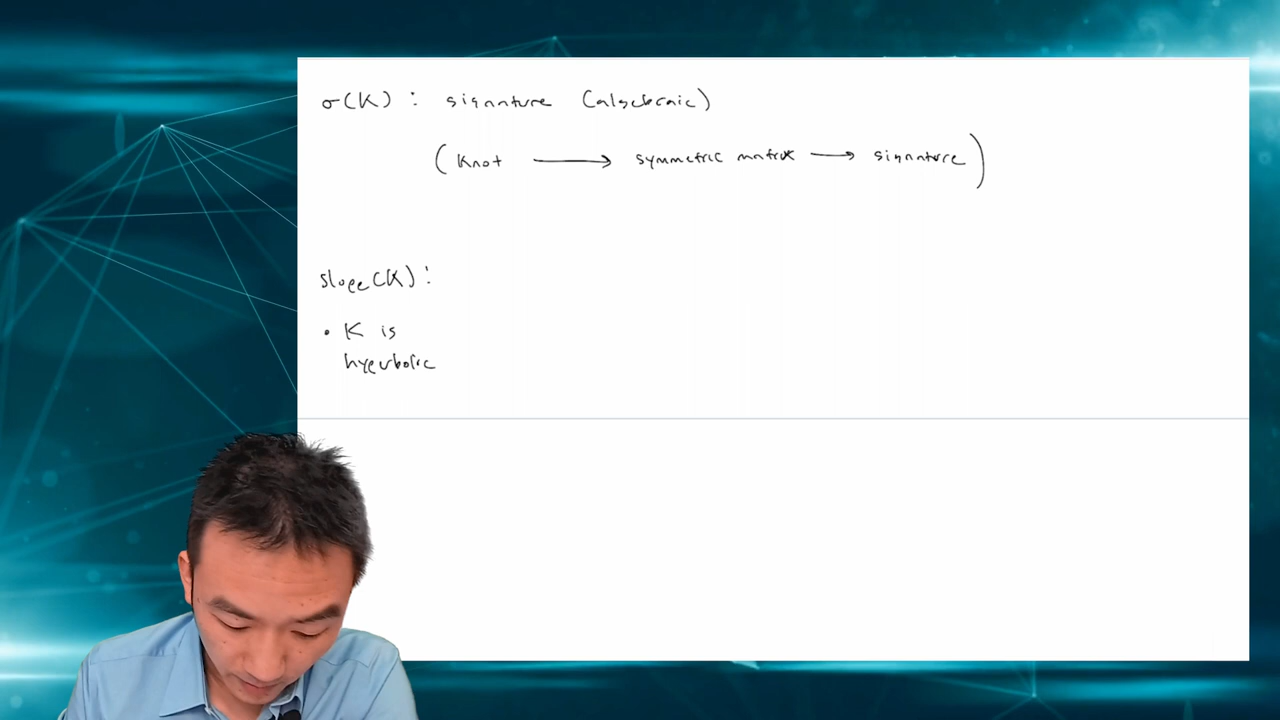 σ(K) : signature (algebraic)
(Knot → symmetric matrix → signature)
slope(K) :
• K is
hyperbolic